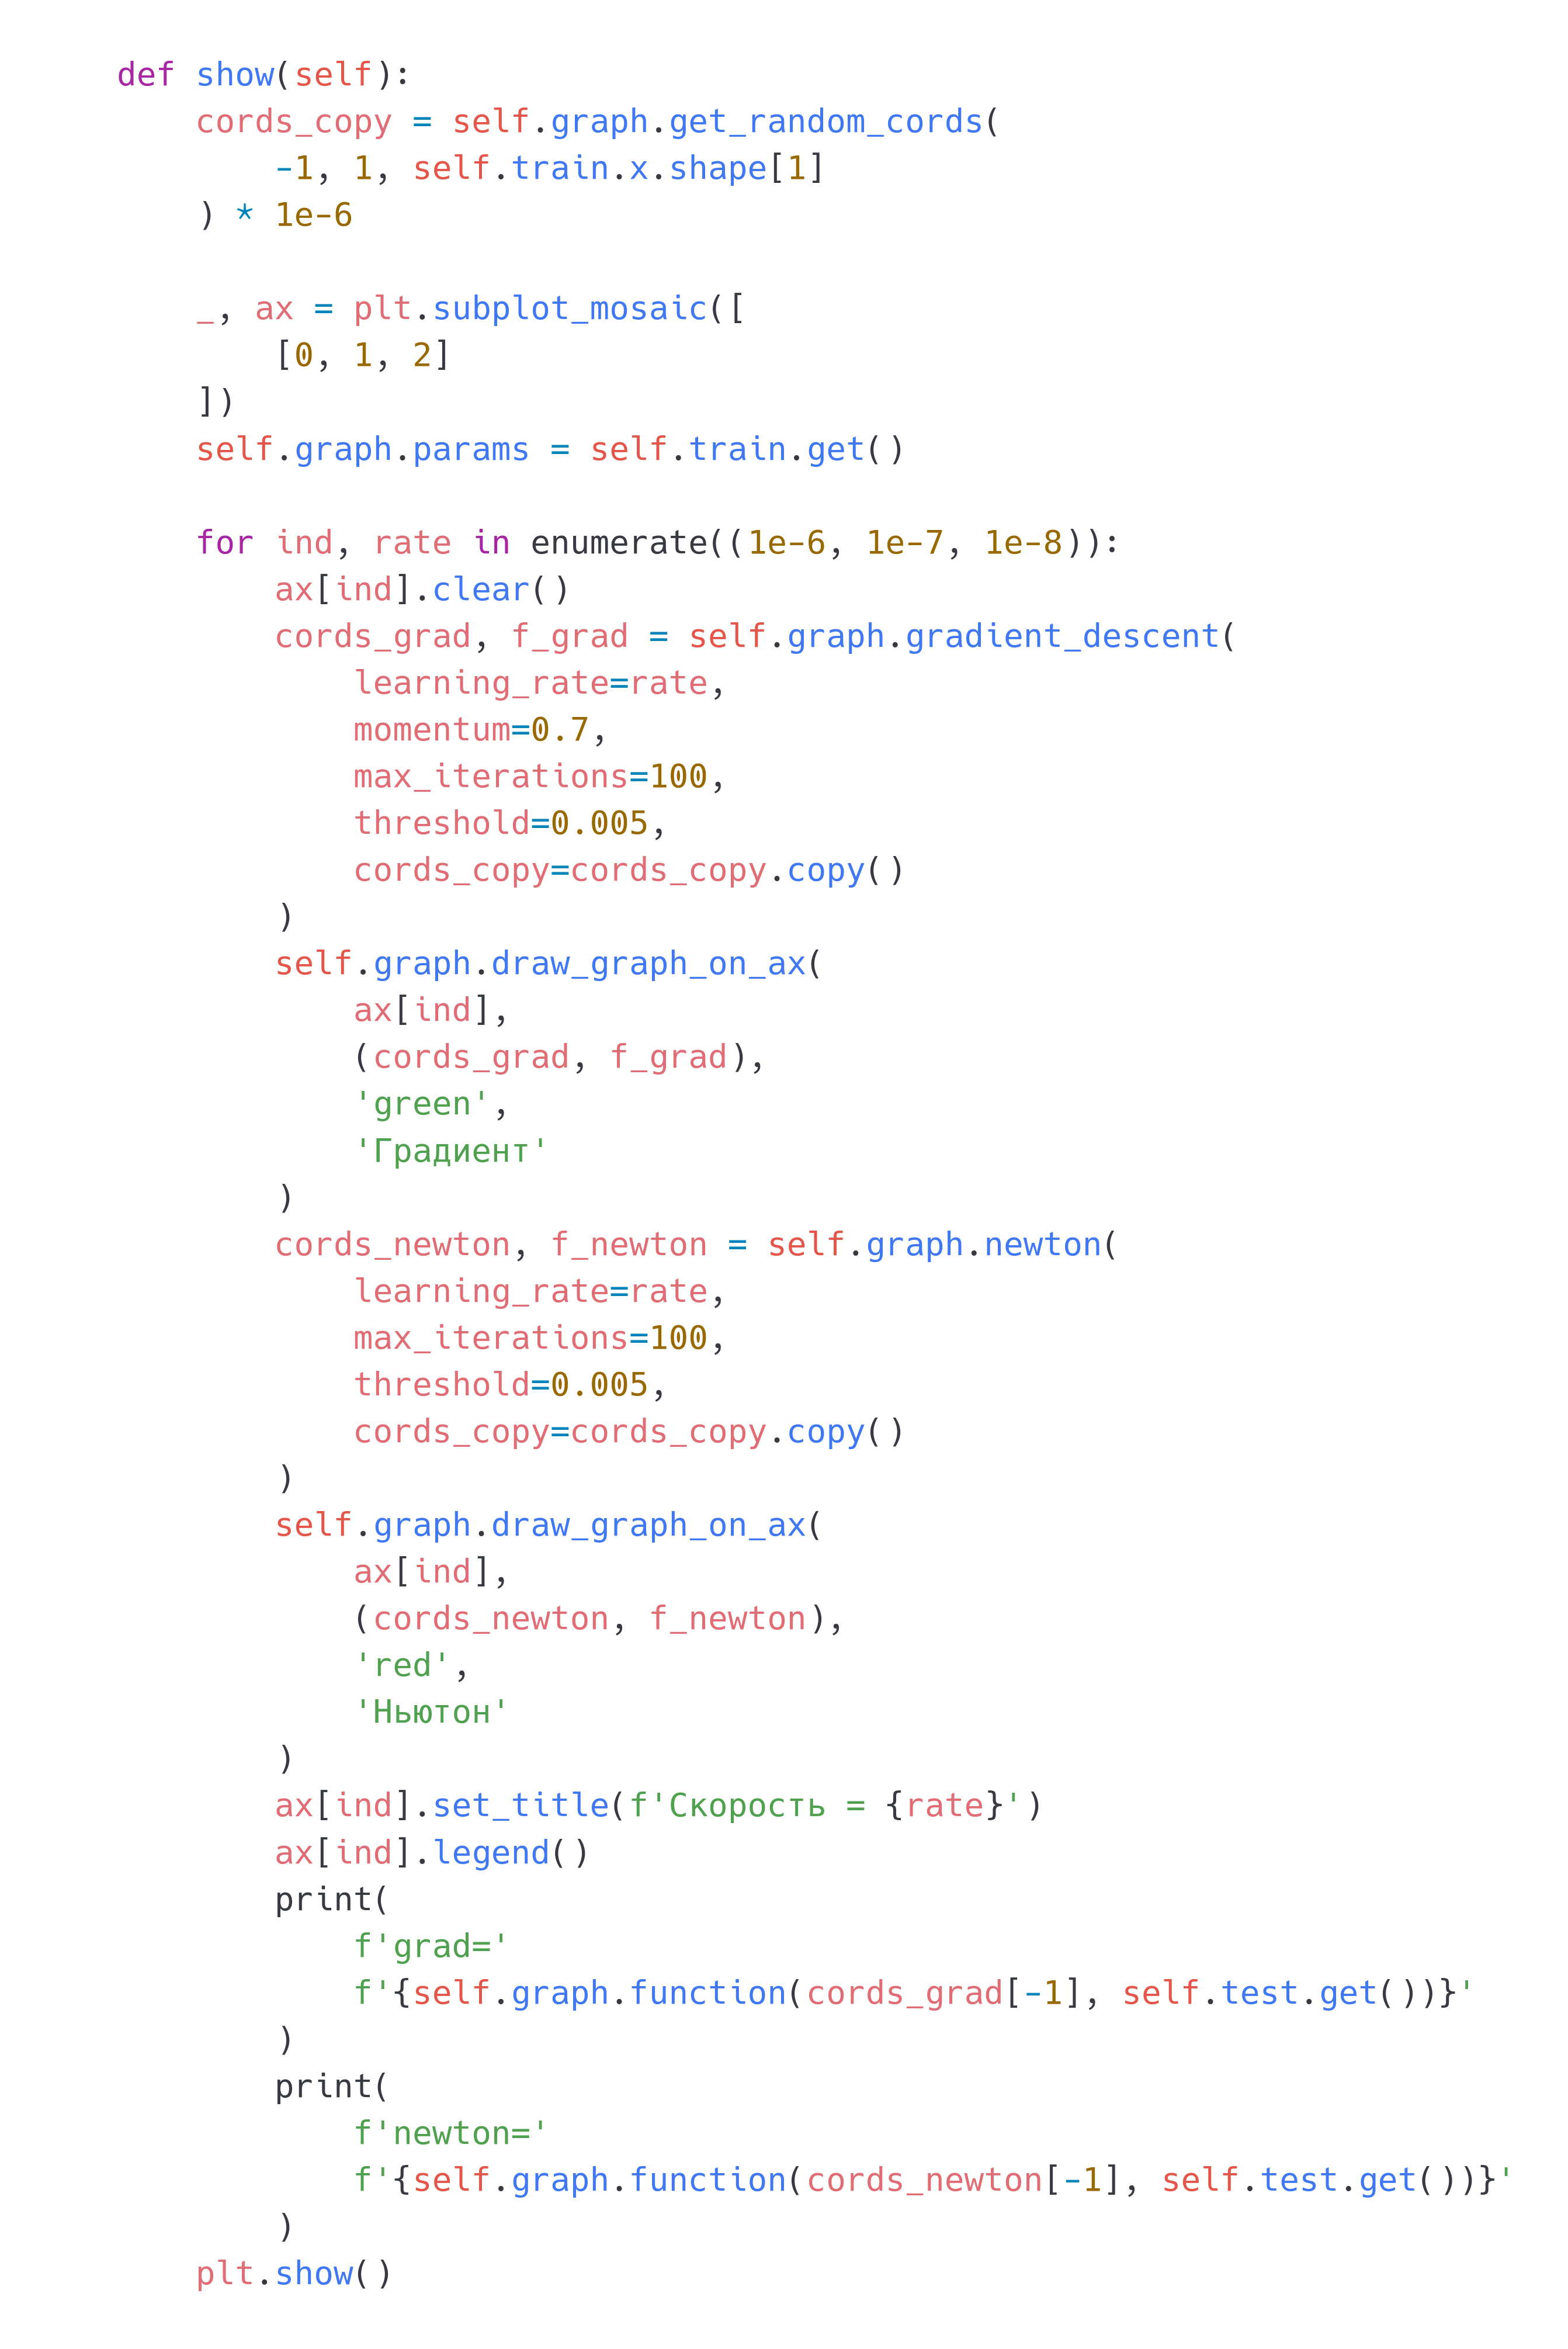 def show(self):
    cords_copy = self.graph.get_random_cords(
        -1, 1, self.train.x.shape[1]
    ) * 1e-6

    _, ax = plt.subplot_mosaic([
        [0, 1, 2]
    ])
    self.graph.params = self.train.get()

    for ind, rate in enumerate((1e-6, 1e-7, 1e-8)):
        ax[ind].clear()
        cords_grad, f_grad = self.graph.gradient_descent(
            learning_rate=rate,
            momentum=0.7,
            max_iterations=100,
            threshold=0.005,
            cords_copy=cords_copy.copy()
        )
        self.graph.draw_graph_on_ax(
            ax[ind],
            (cords_grad, f_grad),
            'green',
            'Градиент'
        )
        cords_newton, f_newton = self.graph.newton(
            learning_rate=rate,
            max_iterations=100,
            threshold=0.005,
            cords_copy=cords_copy.copy()
        )
        self.graph.draw_graph_on_ax(
            ax[ind],
            (cords_newton, f_newton),
            'red',
            'Ньютон'
        )
        ax[ind].set_title(f'Скорость = {rate}')
        ax[ind].legend()
        print(
            f'grad='
            f'{self.graph.function(cords_grad[-1], self.test.get())}'
        )
        print(
            f'newton='
            f'{self.graph.function(cords_newton[-1], self.test.get())}'
        )
    plt.show()